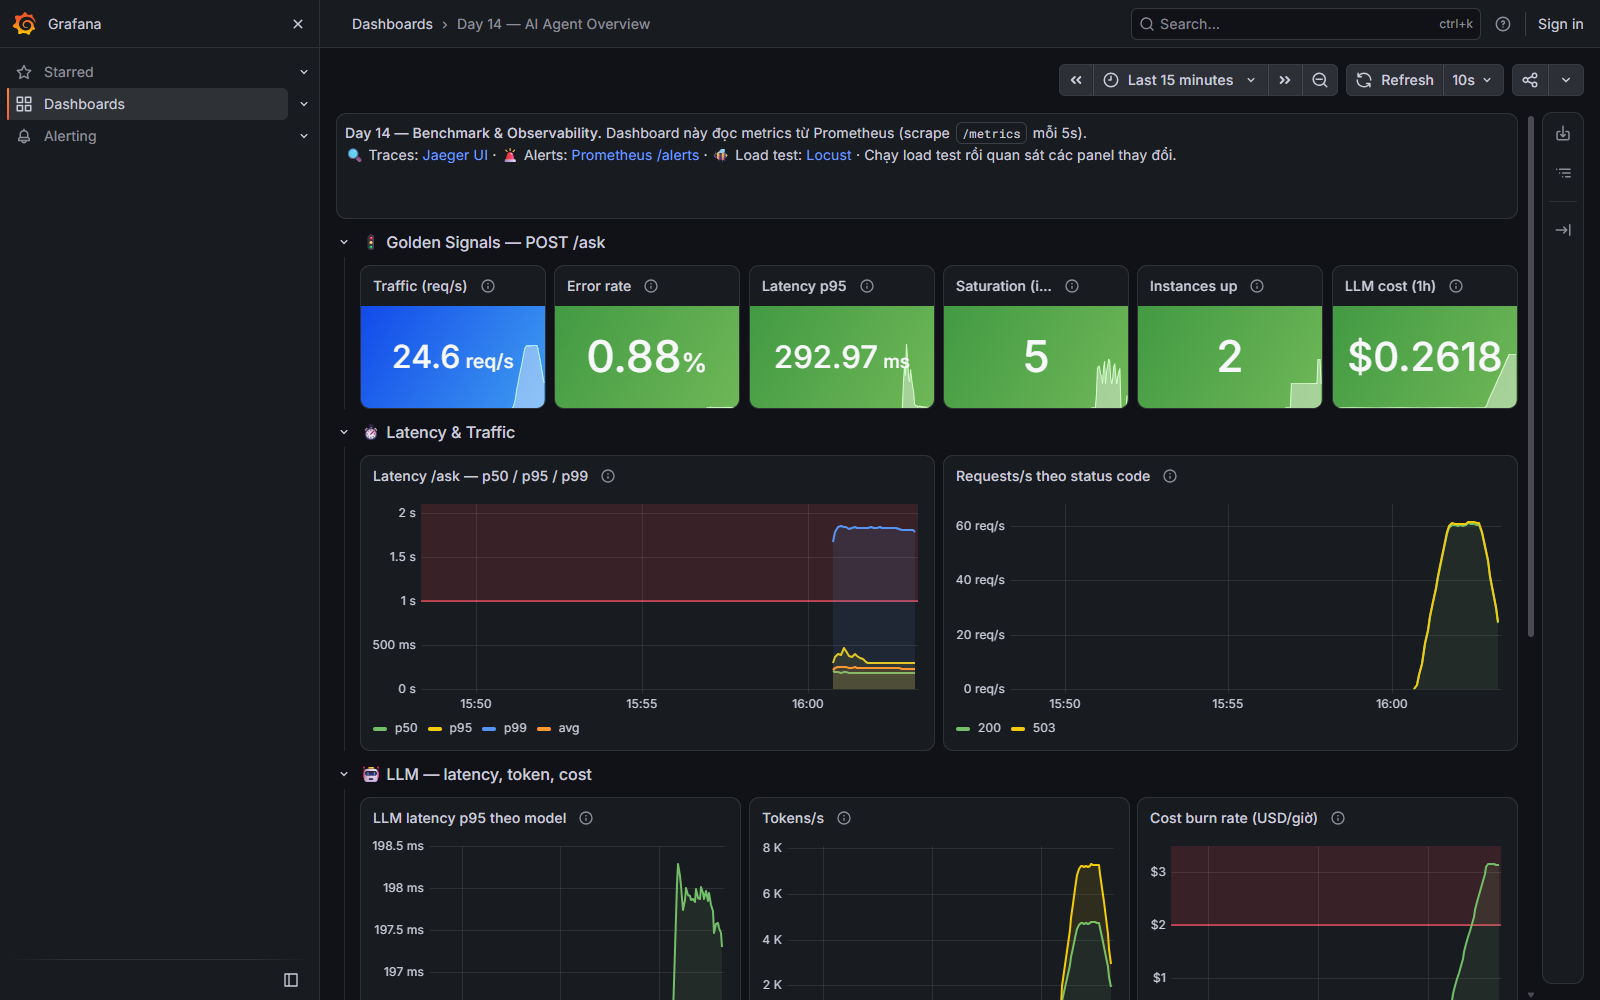 Grafana
Dashboards › Day 14 — AI Agent Overview
Search...
ctrl+k
Sign in
Starred
Dashboards
Alerting
Last 15 minutes
Refresh
10s
Day 14 — Benchmark & Observability. Dashboard này đọc metrics từ Prometheus (scrape /metrics mỗi 5s).
Traces: Jaeger UI · Alerts: Prometheus /alerts · Load test: Locust · Chạy load test rồi quan sát các panel thay đổi.
Golden Signals — POST /ask
Traffic (req/s)
24.6 req/s
Error rate
0.88%
Latency p95
292.97 ms
Saturation (i...
5
Instances up
2
LLM cost (1h)
$0.2618
Latency & Traffic
Latency /ask — p50 / p95 / p99
2 s
1.5 s
1 s
500 ms
0 s
15:50
15:55
16:00
p50
p95
p99
avg
Requests/s theo status code
60 req/s
40 req/s
20 req/s
0 req/s
15:50
15:55
16:00
200
503
LLM — latency, token, cost
LLM latency p95 theo model
198.5 ms
198 ms
197.5 ms
197 ms
Tokens/s
8 K
6 K
4 K
2 K
Cost burn rate (USD/giờ)
$3
$2
$1